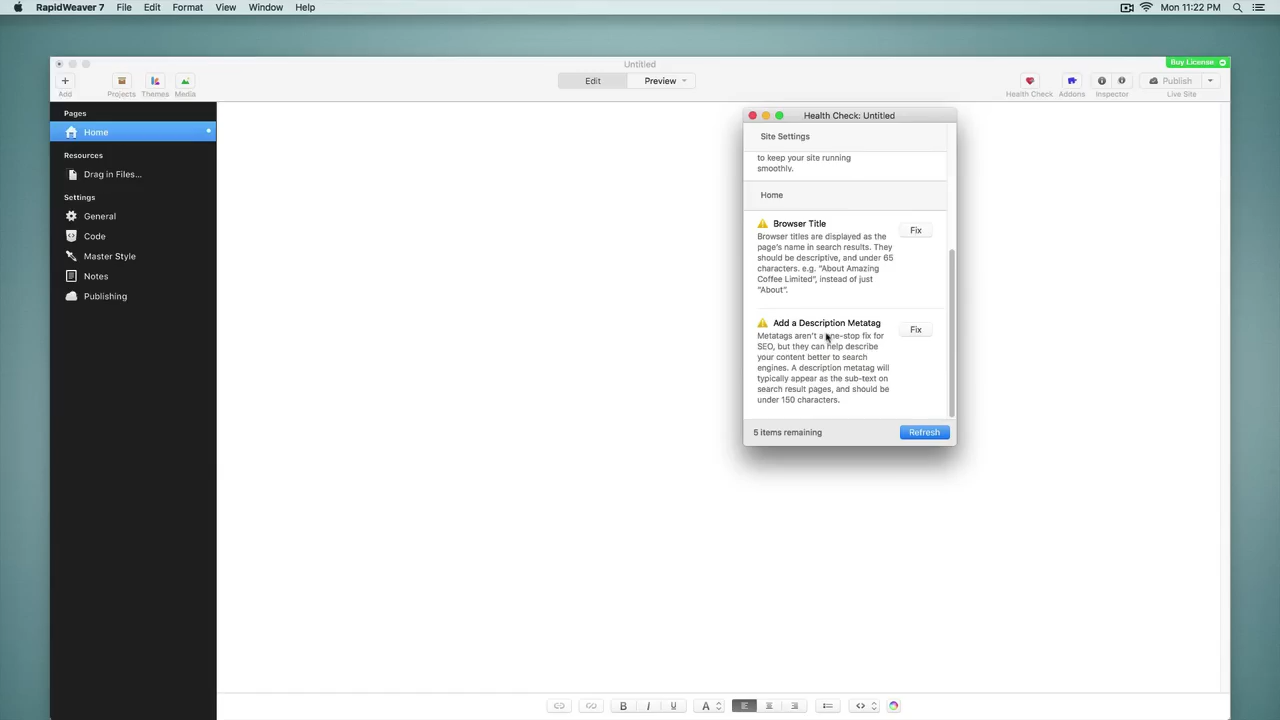 RapidWeaver 7 File Edit Format View Window Help Mon 11:22 PM
Untitled
Buy License
Edit Preview
Add Projects Themes Media Health Check Addons Inspector Publish
Live Site
Pages
Home
Resources
Drag in Files...
Settings
General
Code
Master Style
Notes
Publishing
Health Check: Untitled
Site Settings
to keep your site running
smoothly.
Home
Browser Title
Fix
Browser titles are displayed as the
page's name in search results. They
should be descriptive, and under 65
characters. e.g. "About Amazing
Coffee Limited", instead of just
"About".
Add a Description Metatag
Fix
Metatags aren't a one-stop fix for
SEO, but they can help describe
your content better to search
engines. A description metatag will
typically appear as the sub-text on
search result pages, and should be
under 150 characters.
5 items remaining Refresh
B I U A